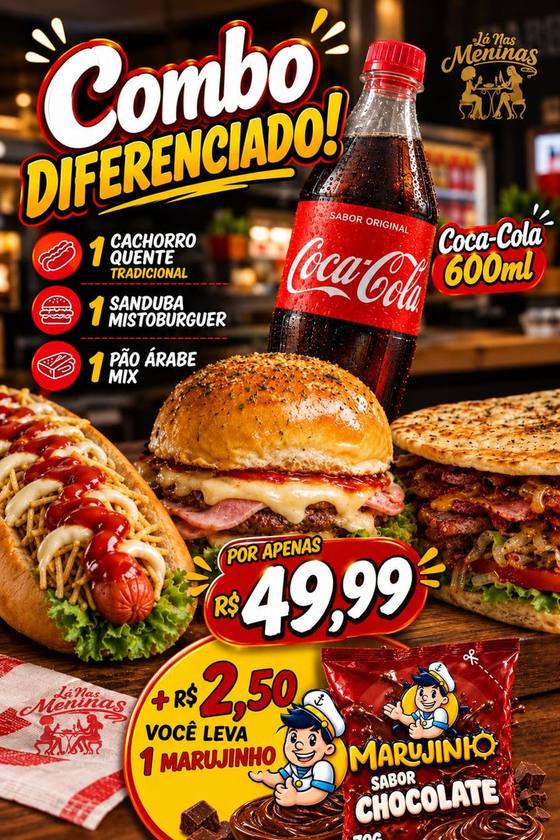 Combo
DIFERENCIADO!
Lá Nas
Meninas
1 CACHORRO
QUENTE
TRADICIONAL
1 SANDUBA
MISTOBURGUER
1 PÃO ÁRABE
MIX
SABOR ORIGINAL
Coca-Cola
Coca-Cola
600ml
POR APENAS
R$ 49,99
+ R$ 2,50
VOCÊ LEVA
1 MARUJINHO
Lá Nas
Meninas
MARUJINHO
SABOR
CHOCOLATE
70G